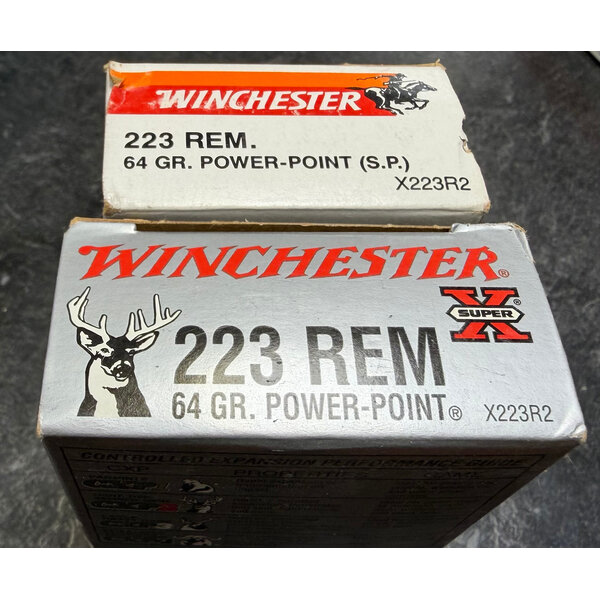 WINCHESTER
223 REM.
64 GR. POWER-POINT (S.P.)
X223R2
WINCHESTER®
SUPER X®
223 REM
64 GR. POWER-POINT® X223R2
CONTROLLED EXPANSION PERFORMANCE GUIDE
CXP